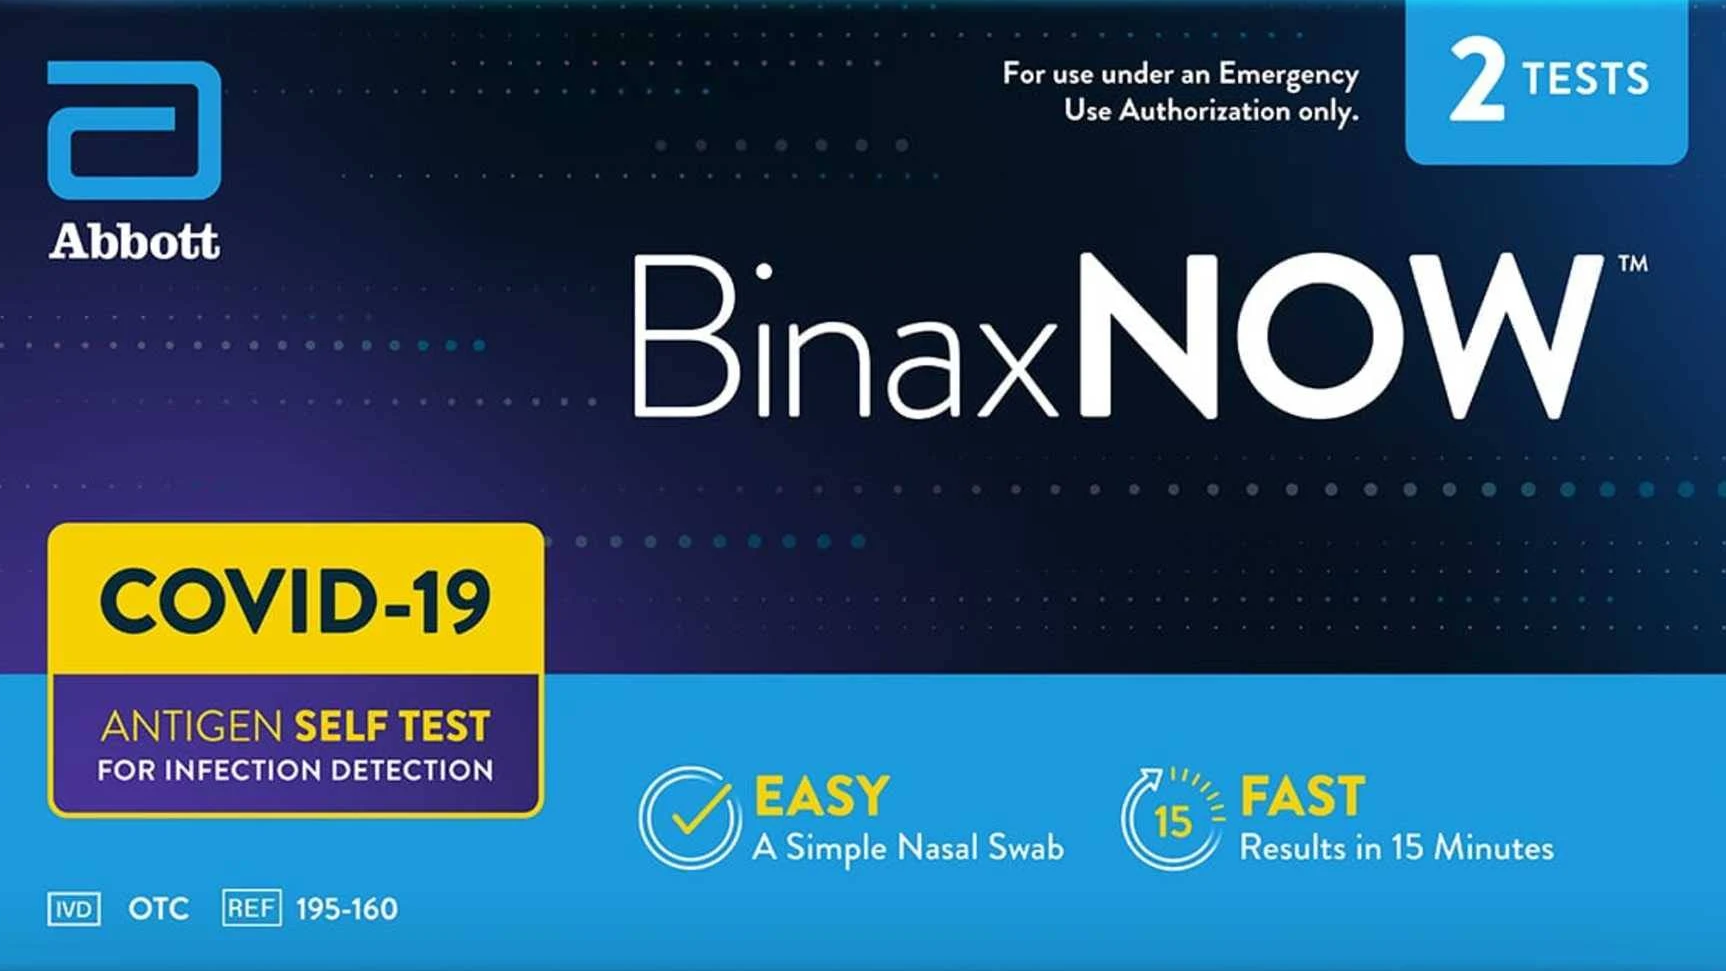 Abbott
For use under an Emergency
Use Authorization only.
2 TESTS
BinaxNOW™
COVID-19
ANTIGEN SELF TEST
FOR INFECTION DETECTION
EASY
A Simple Nasal Swab
15
FAST
Results in 15 Minutes
IVD OTC REF 195-160